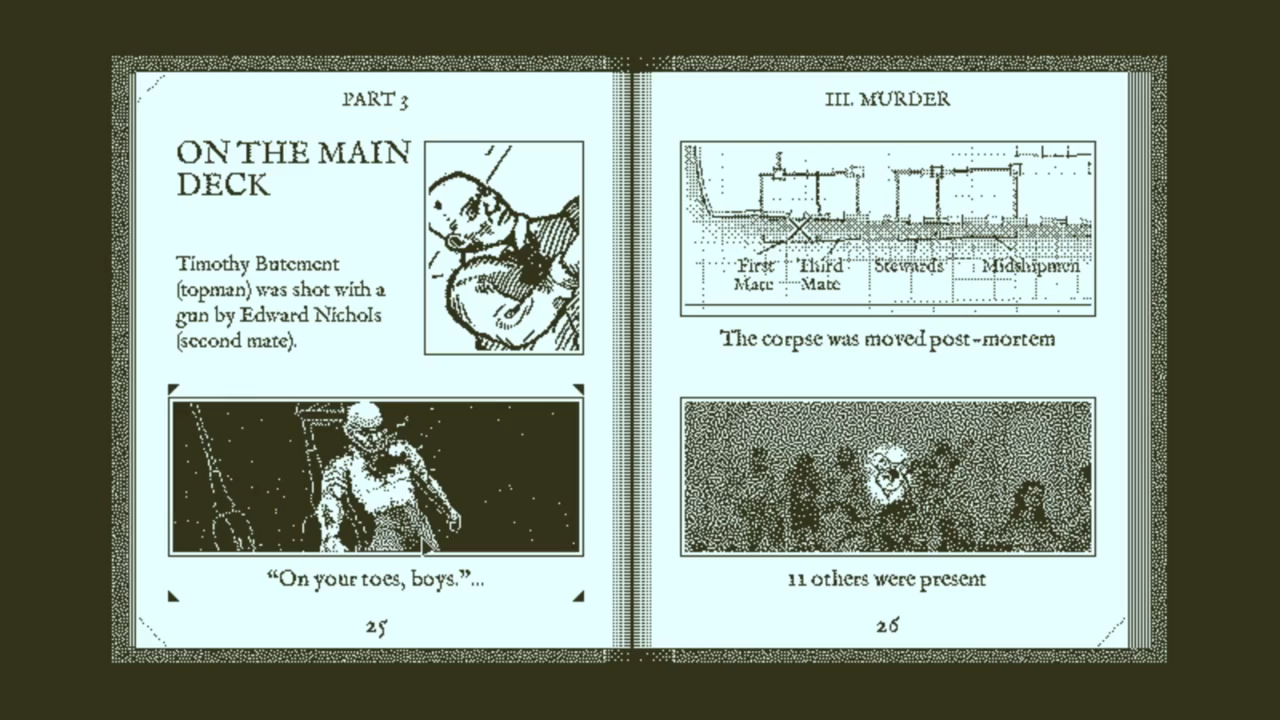 PART 3
ON THE MAIN
DECK
Timothy Butement
(topman) was shot with a
gun by Edward Nichols
(second mate).
"On your toes, boys."...
25
III. MURDER
First Third Stewards Midshipmen
Mate Mate
The corpse was moved post-mortem
11 others were present
26